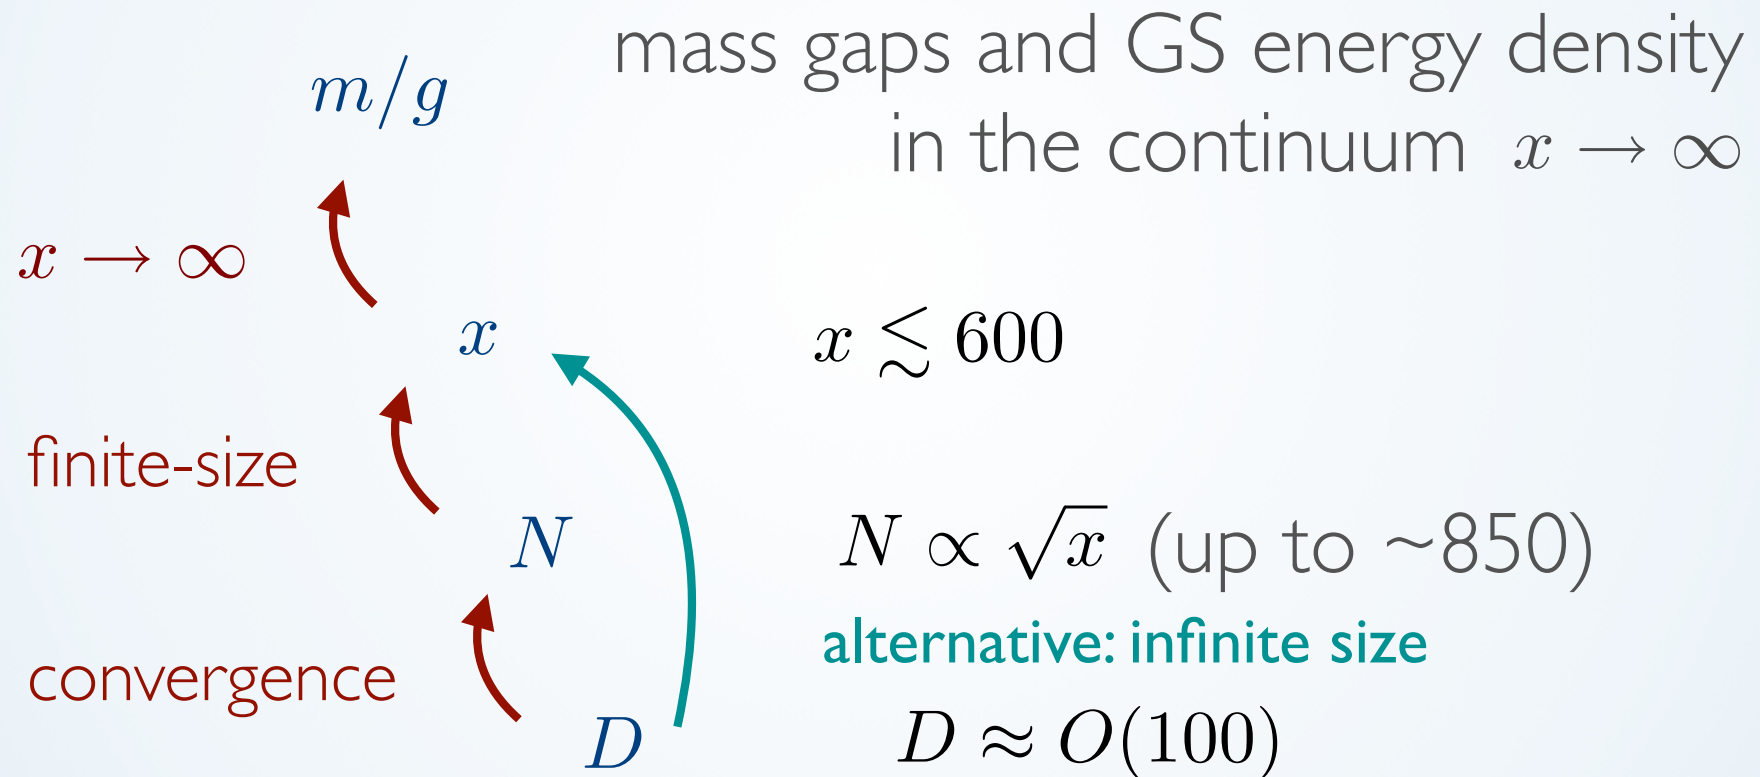 mass gaps and GS energy density
in the continuum x → ∞
m/g
x → ∞
x
x ≲ 600
finite-size
N
N ∝ √x (up to ~850)
alternative: infinite size
convergence
D
D ≈ O(100)